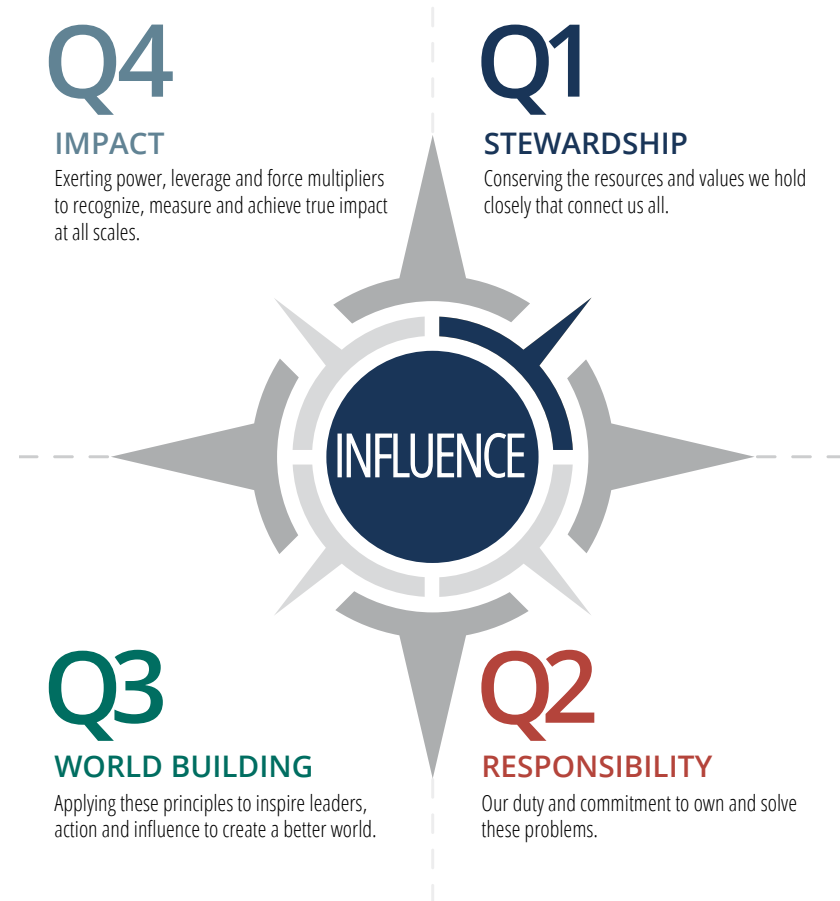 Q4
IMPACT
Exerting power, leverage and force multipliers
to recognize, measure and achieve true impact
at all scales.
Q1
STEWARDSHIP
Conserving the resources and values we hold
closely that connect us all.
INFLUENCE
Q3
WORLD BUILDING
Applying these principles to inspire leaders,
action and influence to create a better world.
Q2
RESPONSIBILITY
Our duty and commitment to own and solve
these problems.